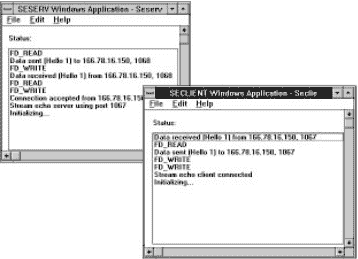 SESERV Windows Application - Seserv
File Edit Help
Status:
FD_READ
Data sent (Hello 1) to 166.78.16.150, 1068
FD_WRITE
Data received (Hello 1) from 166.78.16.150, 1068
FD_READ
FD_WRITE
Connection accepted from 166.78.16.150
Stream echo server using port 1067
Initializing...
SECLIENT Windows Application - Seclie
File Edit Help
Status:
Data received (Hello 1) from 166.78.16.150, 1067
FD_READ
Data sent (Hello 1) to 166.78.16.150, 1067
FD_WRITE
FD_WRITE
Stream echo client connected
Initializing...